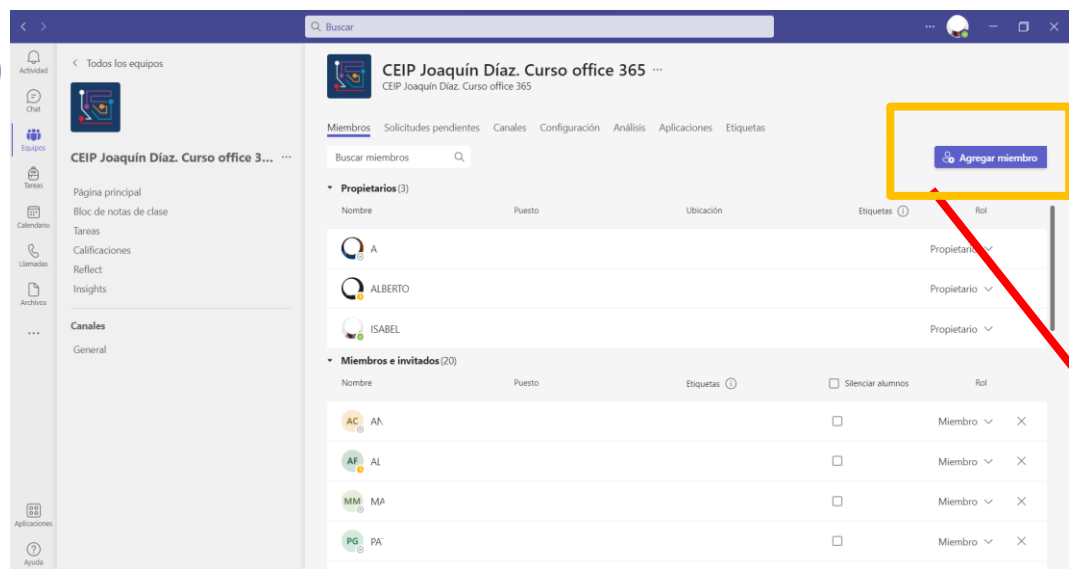 Buscar
Actividad
Chat
Equipos
Tareas
Calendario
Llamadas
Archivos
Aplicaciones
Ayuda
Todos los equipos
CEIP Joaquín Díaz. Curso office 3... ...
Página principal
Bloc de notas de clase
Tareas
Calificaciones
Reflect
Insights
Canales
General
CEIP Joaquín Díaz. Curso office 365 ...
CEIP Joaquín Díaz. Curso office 365
Miembros Solicitudes pendientes Canales Configuración Análisis Aplicaciones Etiquetas
Buscar miembros
Agregar miembro
Propietarios (3)
Nombre Puesto Ubicación Etiquetas Rol
A Propietario
ALBERTO Propietario
ISABEL Propietario
Miembros e invitados (20)
Nombre Puesto Etiquetas Silenciar alumnos Rol
AC AN Miembro
AF AL Miembro
MM MA Miembro
PG PA Miembro